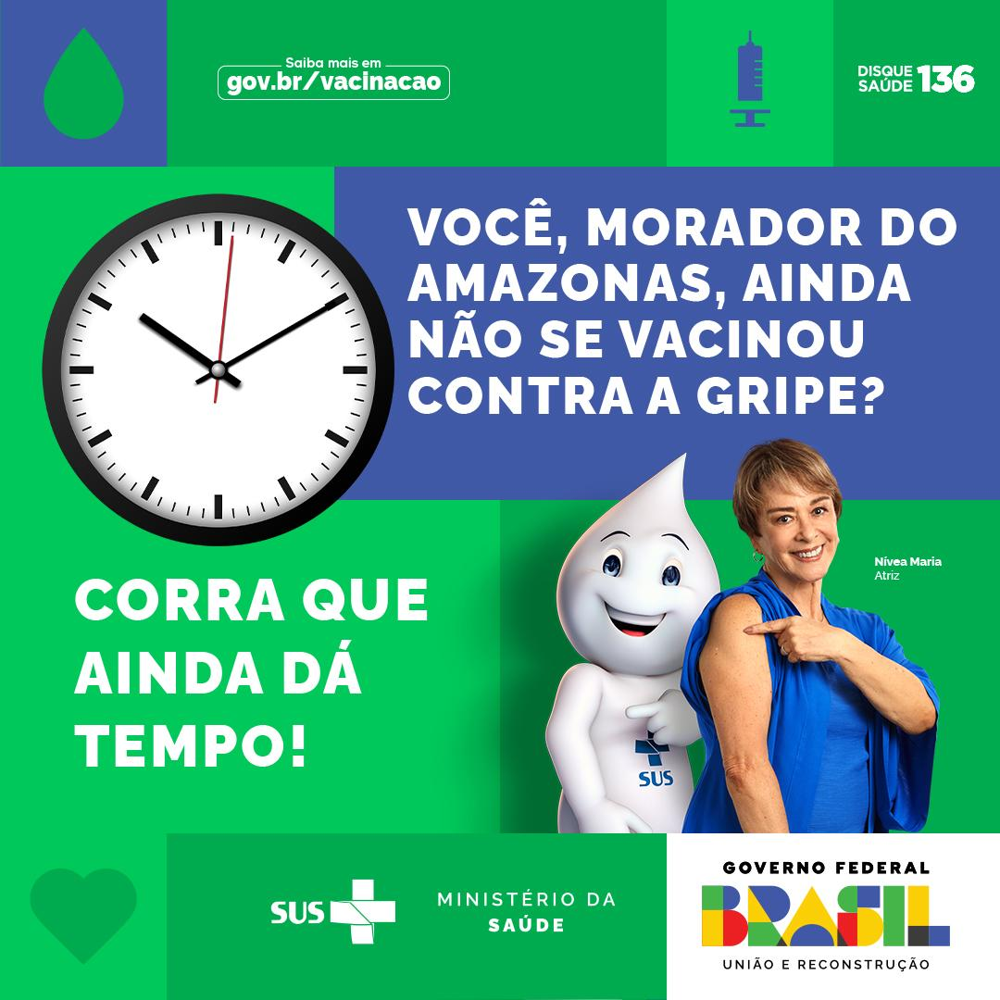 Saiba mais em
gov.br/vacinacao
DISQUE
SAÚDE 136
VOCÊ, MORADOR DO
AMAZONAS, AINDA
NÃO SE VACINOU
CONTRA A GRIPE?
Nívea Maria
Atriz
CORRA QUE
AINDA DÁ
TEMPO!
SUS
SUS
MINISTÉRIO DA
SAÚDE
GOVERNO FEDERAL
BRASIL
UNIÃO E RECONSTRUÇÃO